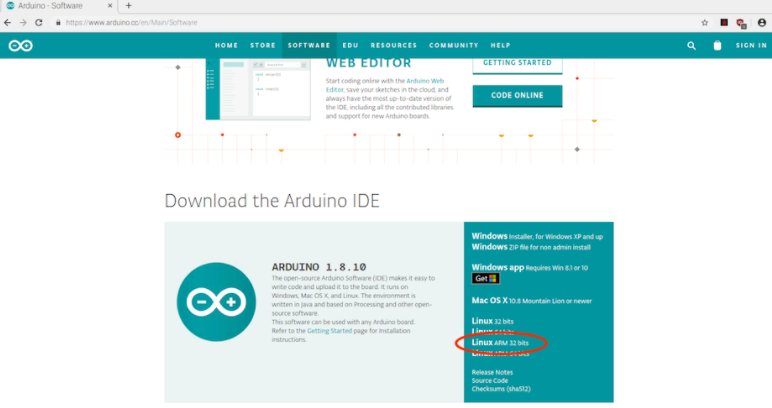 Arduino - Software
https://www.arduino.cc/en/Main/Software
HOME STORE SOFTWARE EDU RESOURCES COMMUNITY HELP SIGN IN
WEB EDITOR
Start coding online with the Arduino Web
Editor, save your sketches in the cloud, and
always have the most up-to-date version of
the IDE, including all the contributed libraries
and support for new Arduino boards.
GETTING STARTED
CODE ONLINE
Download the Arduino IDE
ARDUINO 1.8.10
The open-source Arduino Software (IDE) makes it easy to
write code and upload it to the board. It runs on
Windows, Mac OS X, and Linux. The environment is
written in Java and based on Processing and other open-
source software.
This software can be used with any Arduino board.
Refer to the Getting Started page for Installation
instructions.
Windows Installer, for Windows XP and up
Windows ZIP file for non admin install
Windows app Requires Win 8.1 or 10
Get
Mac OS X 10.8 Mountain Lion or newer
Linux 32 bits
Linux 64 bits
Linux ARM 32 bits
Linux ARM 64 bits
Release Notes
Source Code
Checksums (sha512)